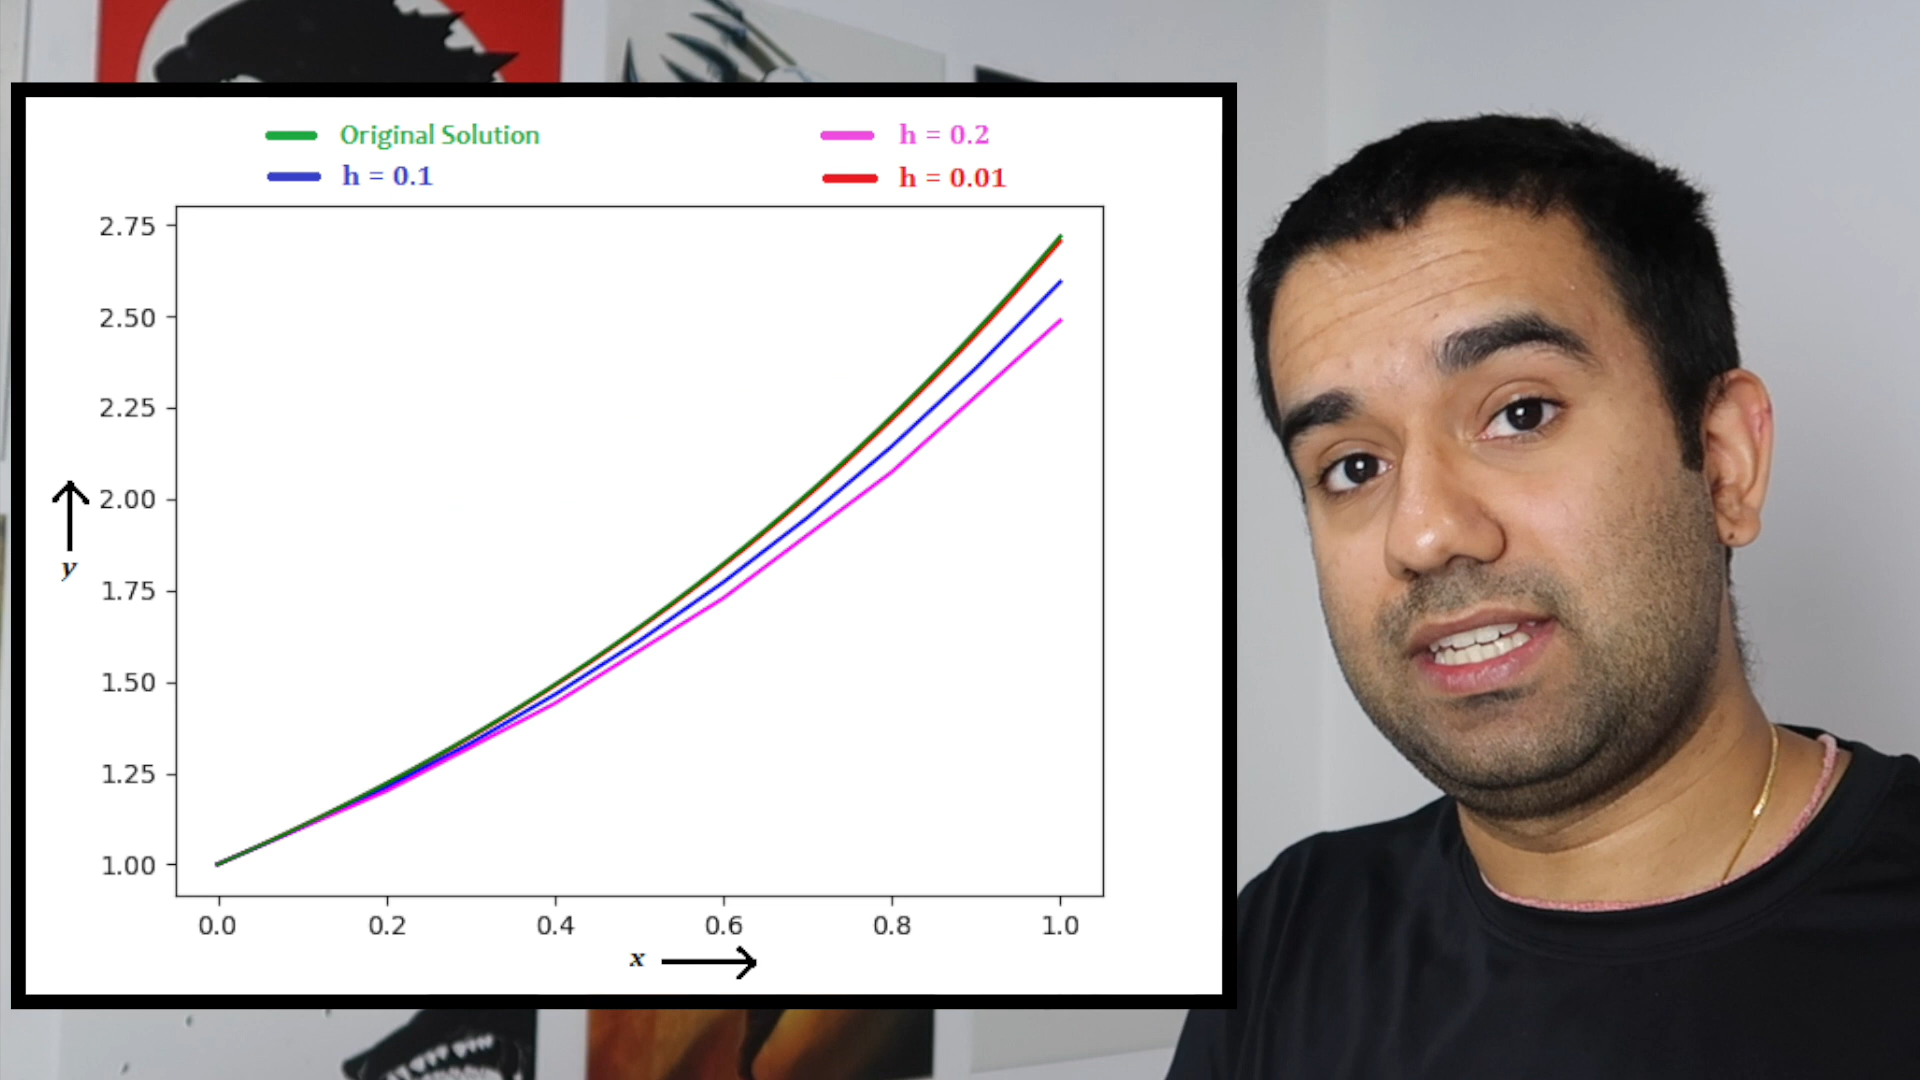 Original Solution
h = 0.2
h = 0.1
h = 0.01
2.75
2.50
2.25
2.00
y
1.75
1.50
1.25
1.00
0.0 0.2 0.4 0.6 0.8 1.0
x